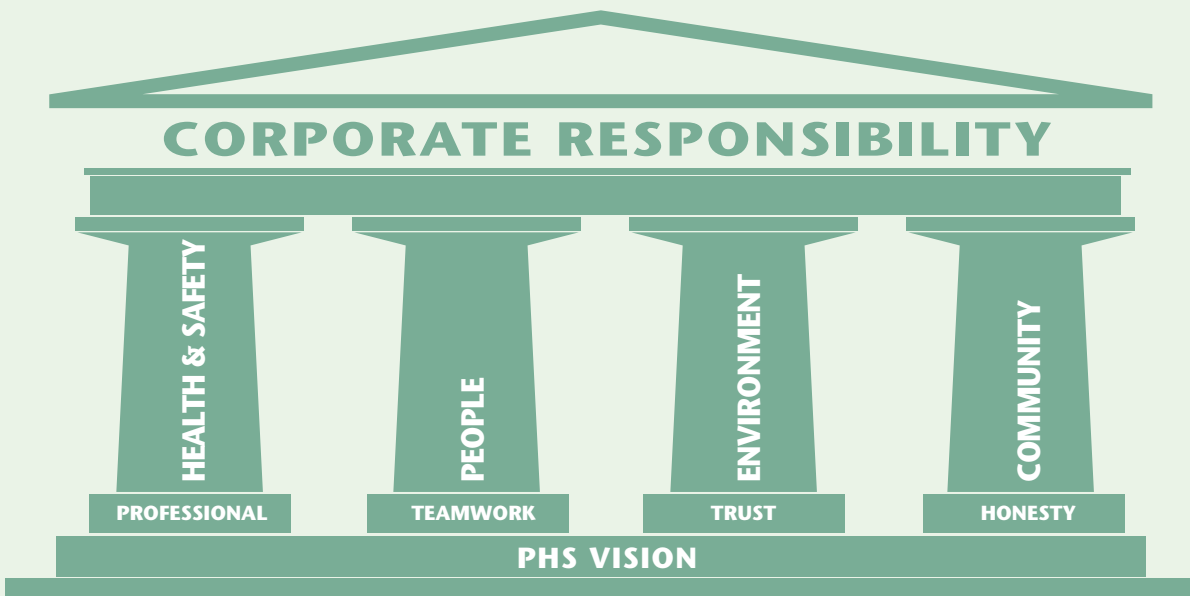 CORPORATE RESPONSIBILITY
HEALTH & SAFETY
PEOPLE
ENVIRONMENT
COMMUNITY
PROFESSIONAL
TEAMWORK
TRUST
HONESTY
PHS VISION